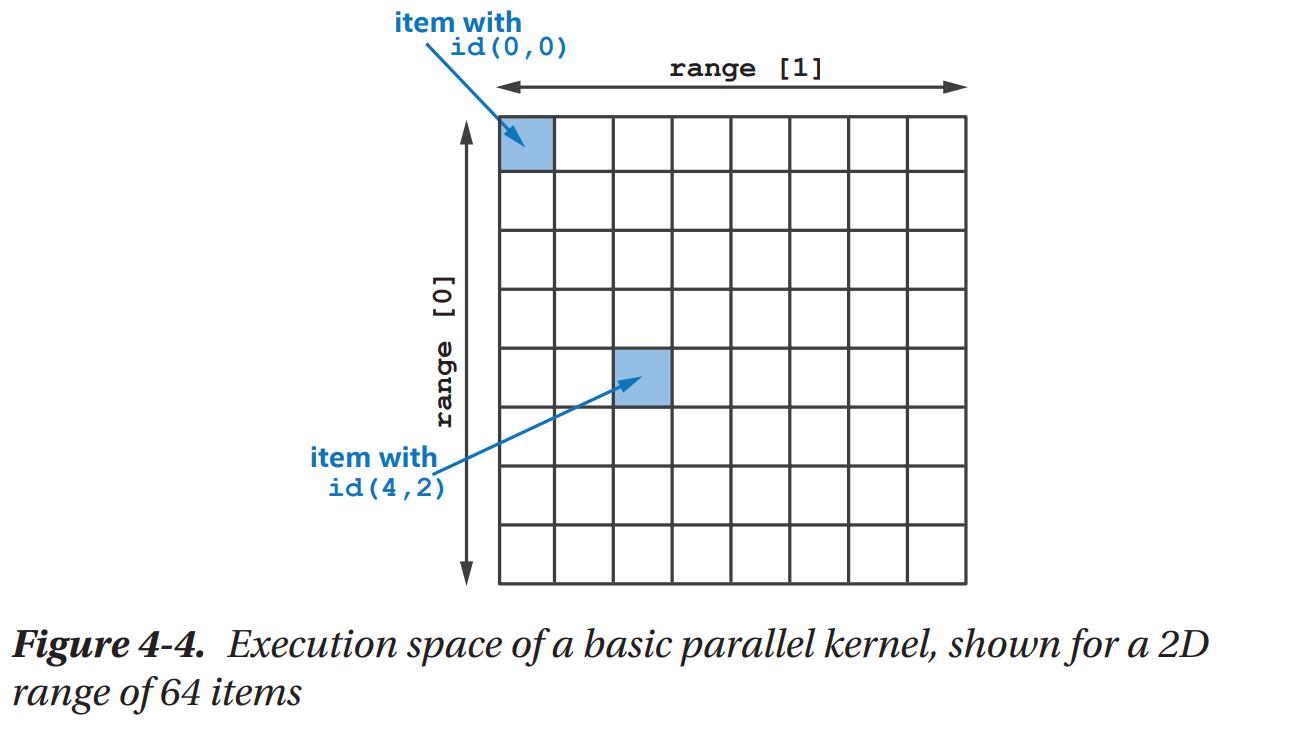 item with
id(0,0)
range [1]
range [0]
item with
id(4,2)
Figure 4-4. Execution space of a basic parallel kernel, shown for a 2D
range of 64 items